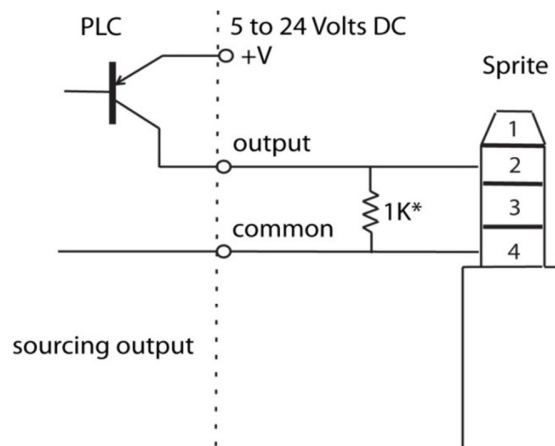 PLC
5 to 24 Volts DC
+V
Sprite
1
output
2
1K*
3
common
4
sourcing output